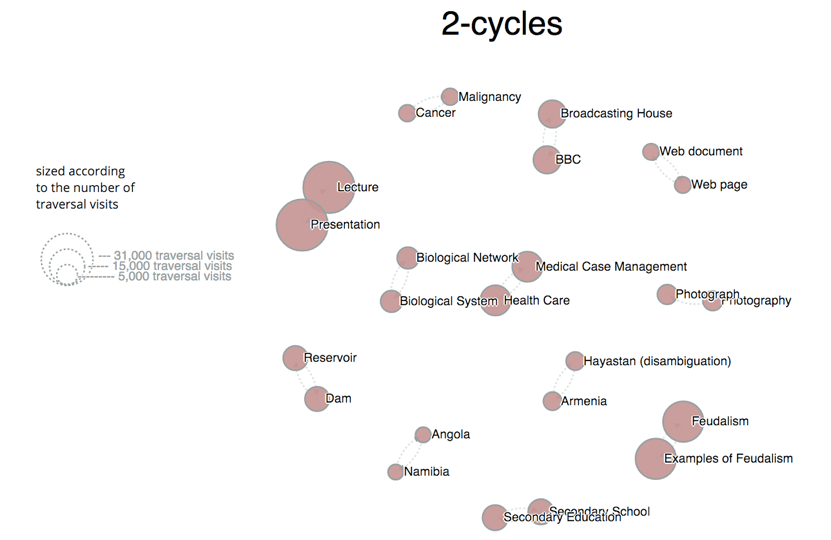 2-cycles
Malignancy
Cancer
Broadcasting House
BBC
Web document
Web page
sized according
to the number of
traversal visits
31,000 traversal visits
15,000 traversal visits
5,000 traversal visits
Lecture
Presentation
Biological Network
Medical Case Management
Biological System
Health Care
Photograph
Photography
Reservoir
Dam
Hayastan (disambiguation)
Armenia
Feudalism
Examples of Feudalism
Angola
Namibia
Secondary School
Secondary Education